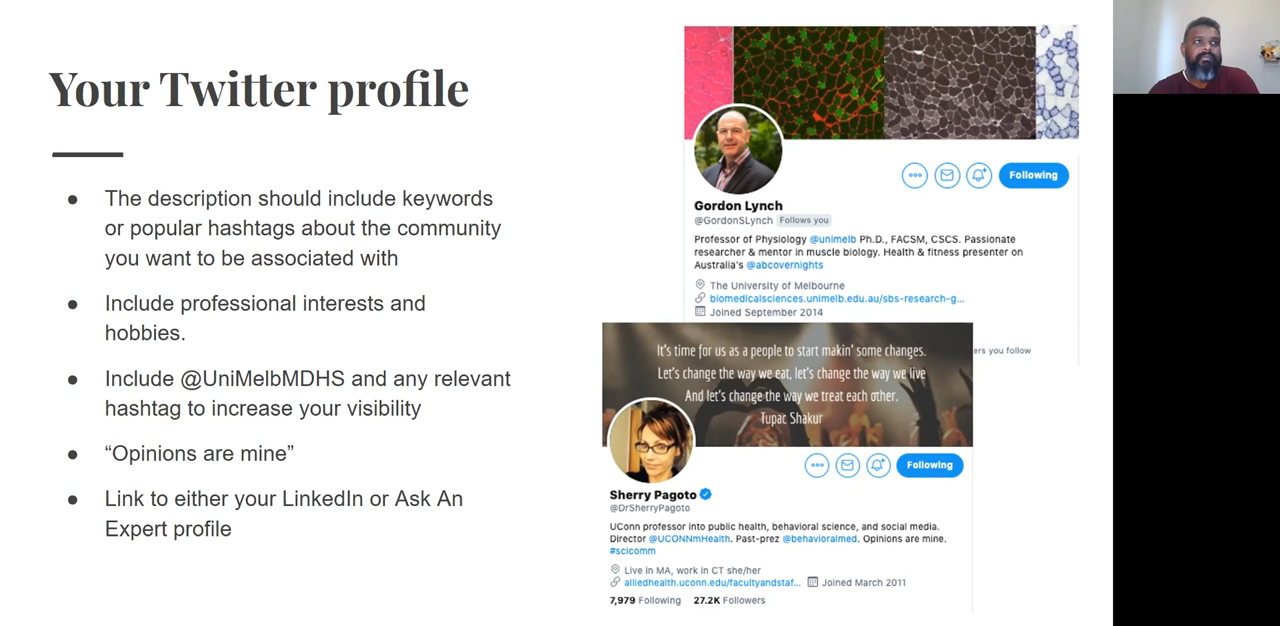 Your Twitter profile
● The description should include keywords
or popular hashtags about the community
you want to be associated with
● Include professional interests and
hobbies.
● Include @UniMelbMDHS and any relevant
hashtag to increase your visibility
● “Opinions are mine”
● Link to either your LinkedIn or Ask An
Expert profile
Following
Gordon Lynch
@GordonSLynch Follows you
Professor of Physiology @unimelb Ph.D., FACSM, CSCS. Passionate
researcher & mentor in muscle biology. Health & fitness presenter on
Australia's @abcovernights
The University of Melbourne
biomedicalsciences.unimelb.edu.au/sbs-research-g...
Joined September 2014
ers you follow
It's time for us as a people to start makin' some changes.
Let's change the way we eat, let's change the way we live
And let's change the way we treat each other.
Tupac Shakur
Following
Sherry Pagoto
@DrSherryPagoto
UConn professor into public health, behavioral science, and social media.
Director @UCONNmHealth. Past-prez @behavioralmed. Opinions are mine.
#scicomm
Live in MA, work in CT she/her
alliedhealth.uconn.edu/facultyandstaf... Joined March 2011
7,979 Following 27.2K Followers